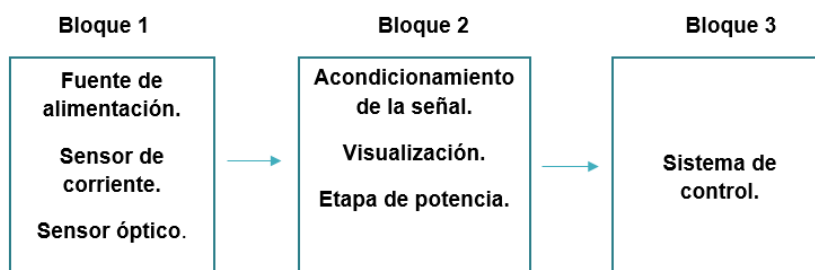 Bloque 1
Fuente de
alimentación.
Sensor de
corriente.
Sensor óptico.
Bloque 2
Acondicionamiento
de la señal.
Visualización.
Etapa de potencia.
Bloque 3
Sistema de
control.